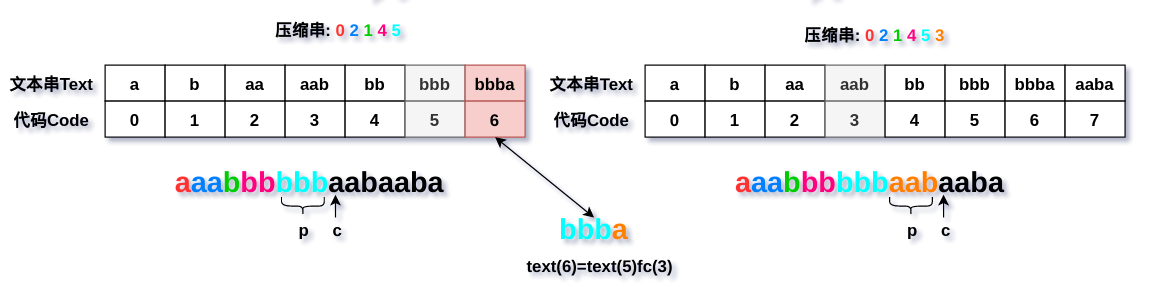 压缩串: 0 2 1 4 5
文本串Text a b aa aab bb bbb bbba
代码Code 0 1 2 3 4 5 6
aaabbbbbbaabaaba
p c
bbba
text(6)=text(5)fc(3)
压缩串: 0 2 1 4 5 3
文本串Text a b aa aab bb bbb bbba aaba
代码Code 0 1 2 3 4 5 6 7
aaabbbbbbaabaaba
p c